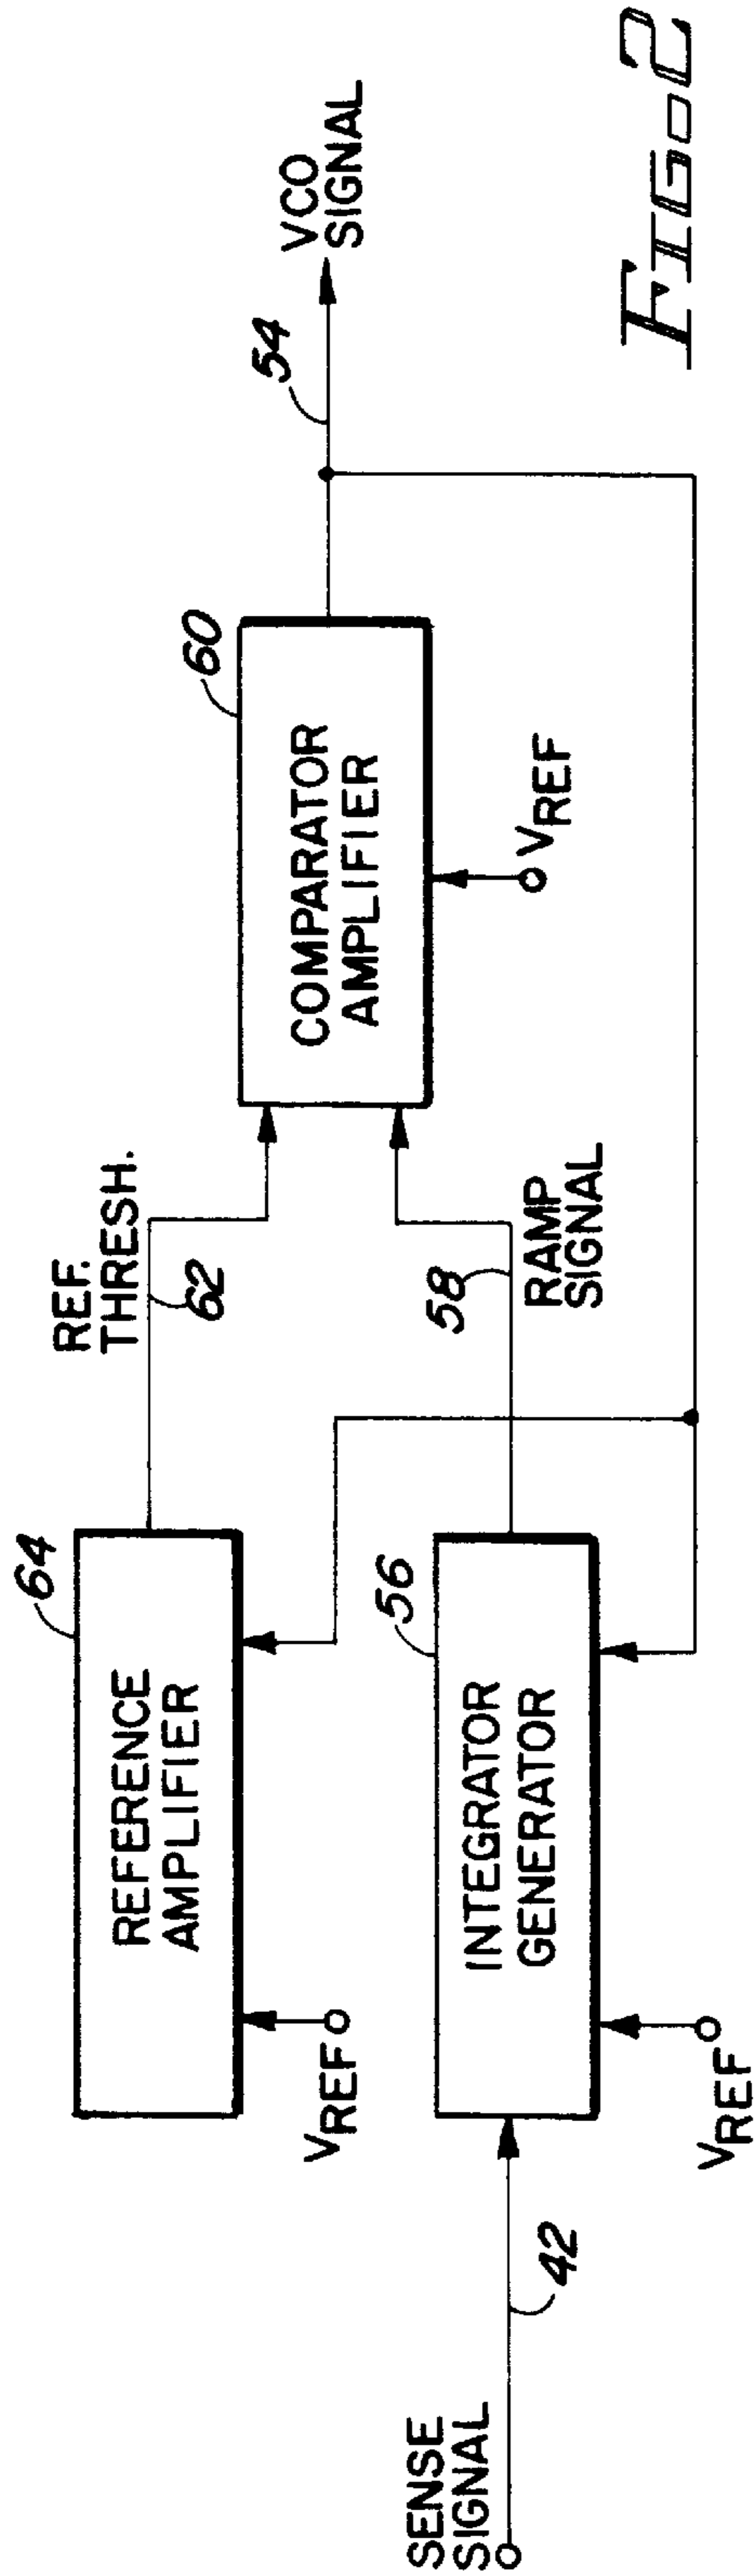 64
REFERENCE
AMPLIFIER
VREF
REF.
THRESH.
62
60
COMPARATOR
AMPLIFIER
VREF
54
VCO
SIGNAL
SENSE
SIGNAL
42
56
INTEGRATOR
GENERATOR
VREF
58
RAMP
SIGNAL
FIG-2